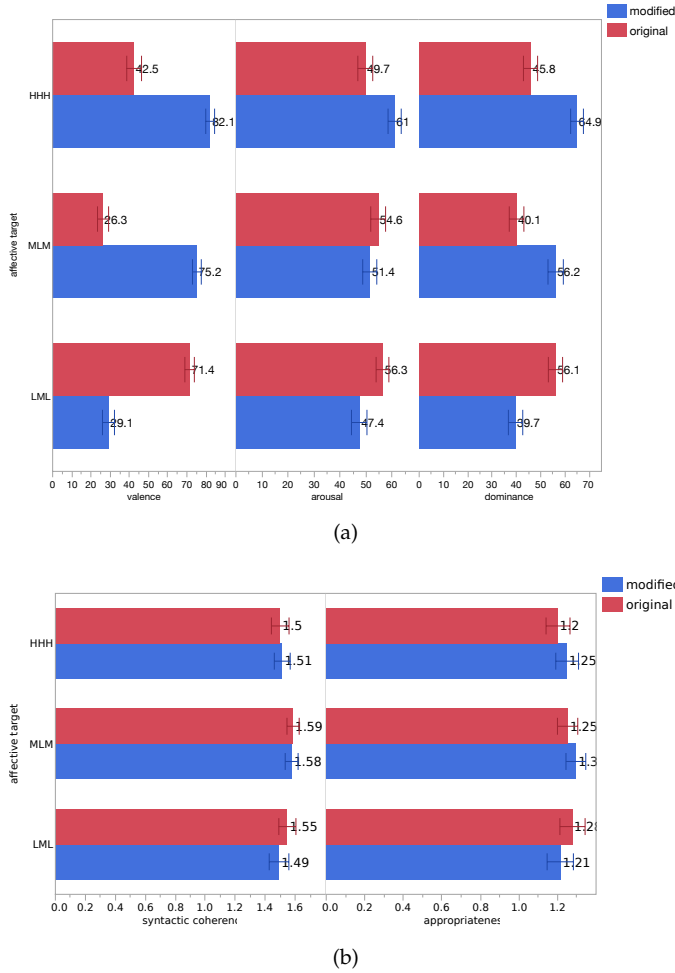 modified
original
HHH
42.5
49.7
45.8
82.1
61
64.9
affective target
MLM
26.3
54.6
40.1
75.2
51.4
56.2
LML
71.4
56.3
56.1
29.1
47.4
39.7
0 10 20 30 40 50 60 70 80 90 0 10 20 30 40 50 60 0 10 20 30 40 50 60 70
valence arousal dominance
(a)
modified
original
HHH
1.5
1.2
1.51
1.25
affective target
MLM
1.59
1.25
1.58
1.3
LML
1.55
1.28
1.49
1.21
0.0 0.2 0.4 0.6 0.8 1.0 1.2 1.4 1.6 0.0 0.2 0.4 0.6 0.8 1.0 1.2
syntactic coherenc appropriatenes
(b)